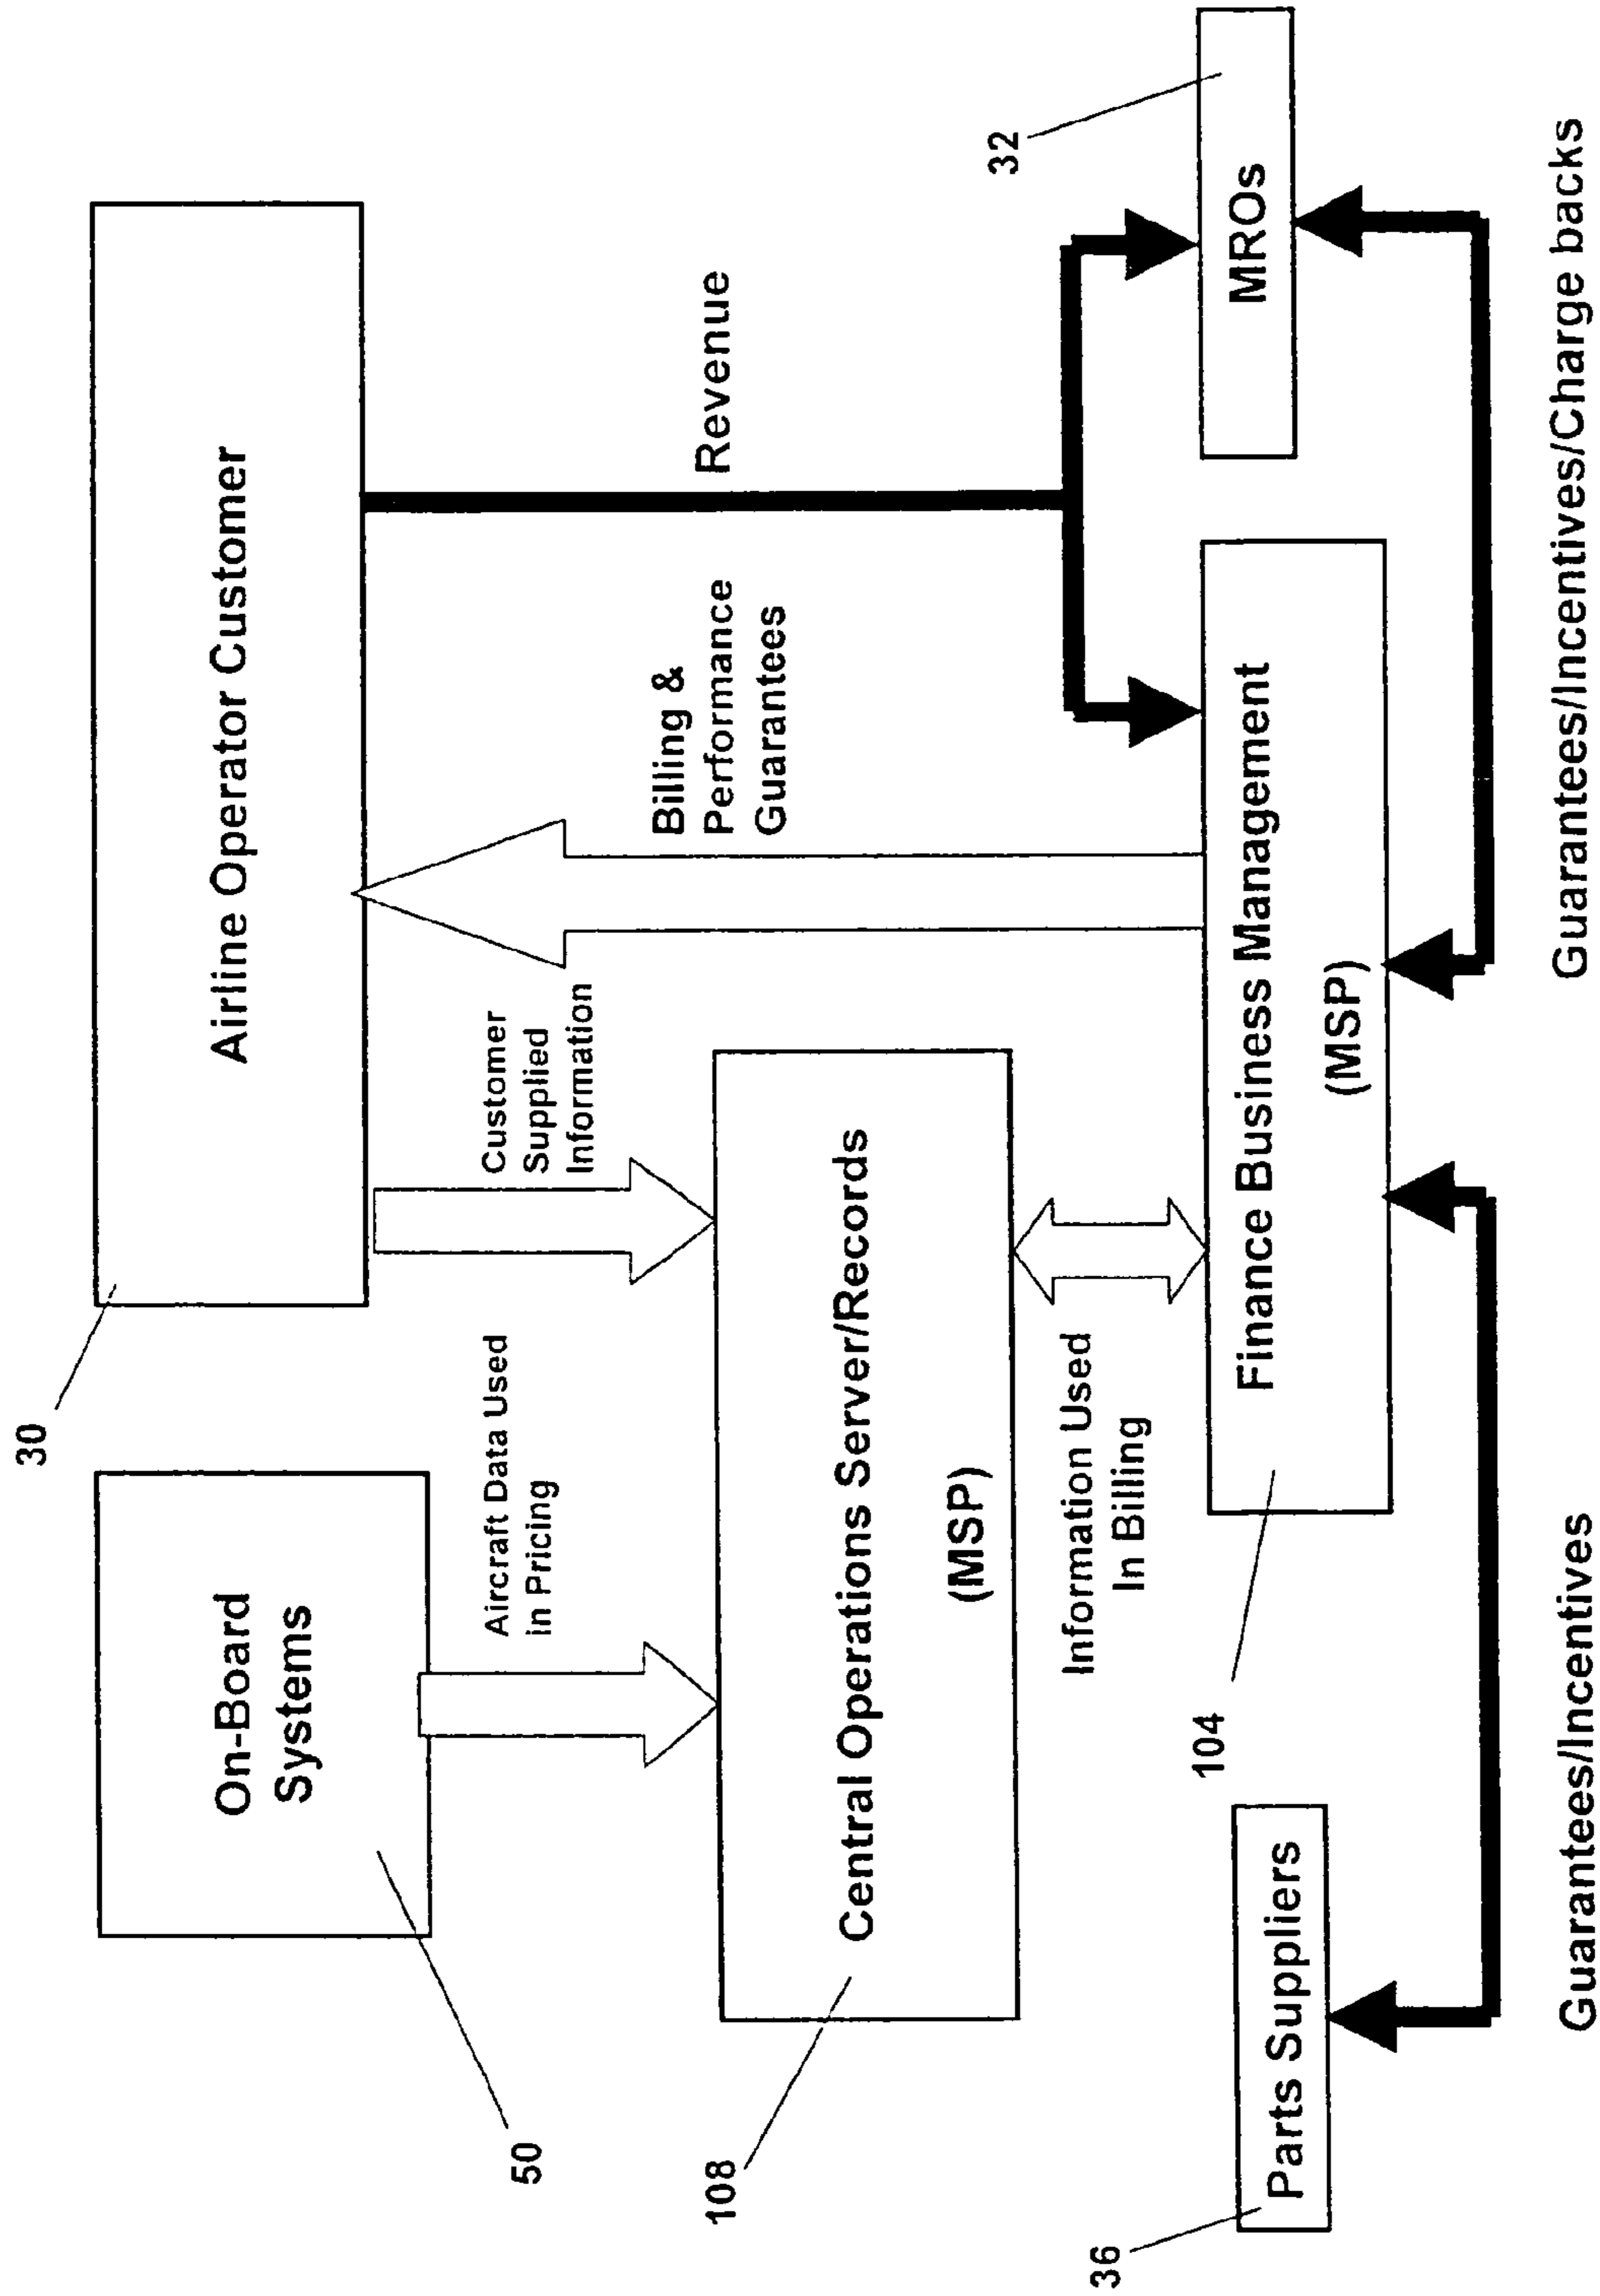 30
Airline Operator Customer
On-Board
Systems
50
Aircraft Data Used
in Pricing
Customer
Supplied
Information
Billing &
Performance
Guarantees
Revenue
108
Central Operations Server/Records
(MSP)
Information Used
In Billing
32
MROs
104
Finance Business Management
(MSP)
36
Parts Suppliers
Guarantees/Incentives
Guarantees/Incentives/Charge backs